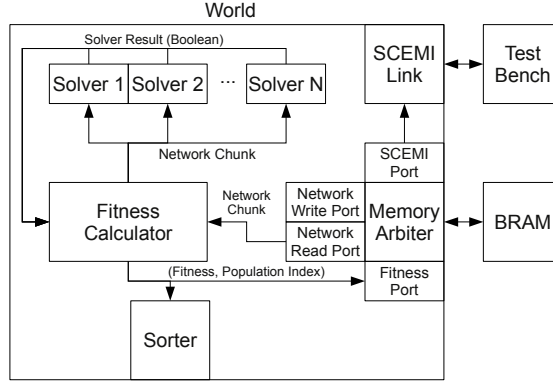 World
Solver Result (Boolean)
Solver 1
Solver 2
...
Solver N
SCEMI
Link
Test
Bench
Network Chunk
SCEMI
Port
Fitness
Calculator
Network
Chunk
Network
Write Port
Network
Read Port
Memory
Arbiter
BRAM
(Fitness, Population Index)
Fitness
Port
Sorter